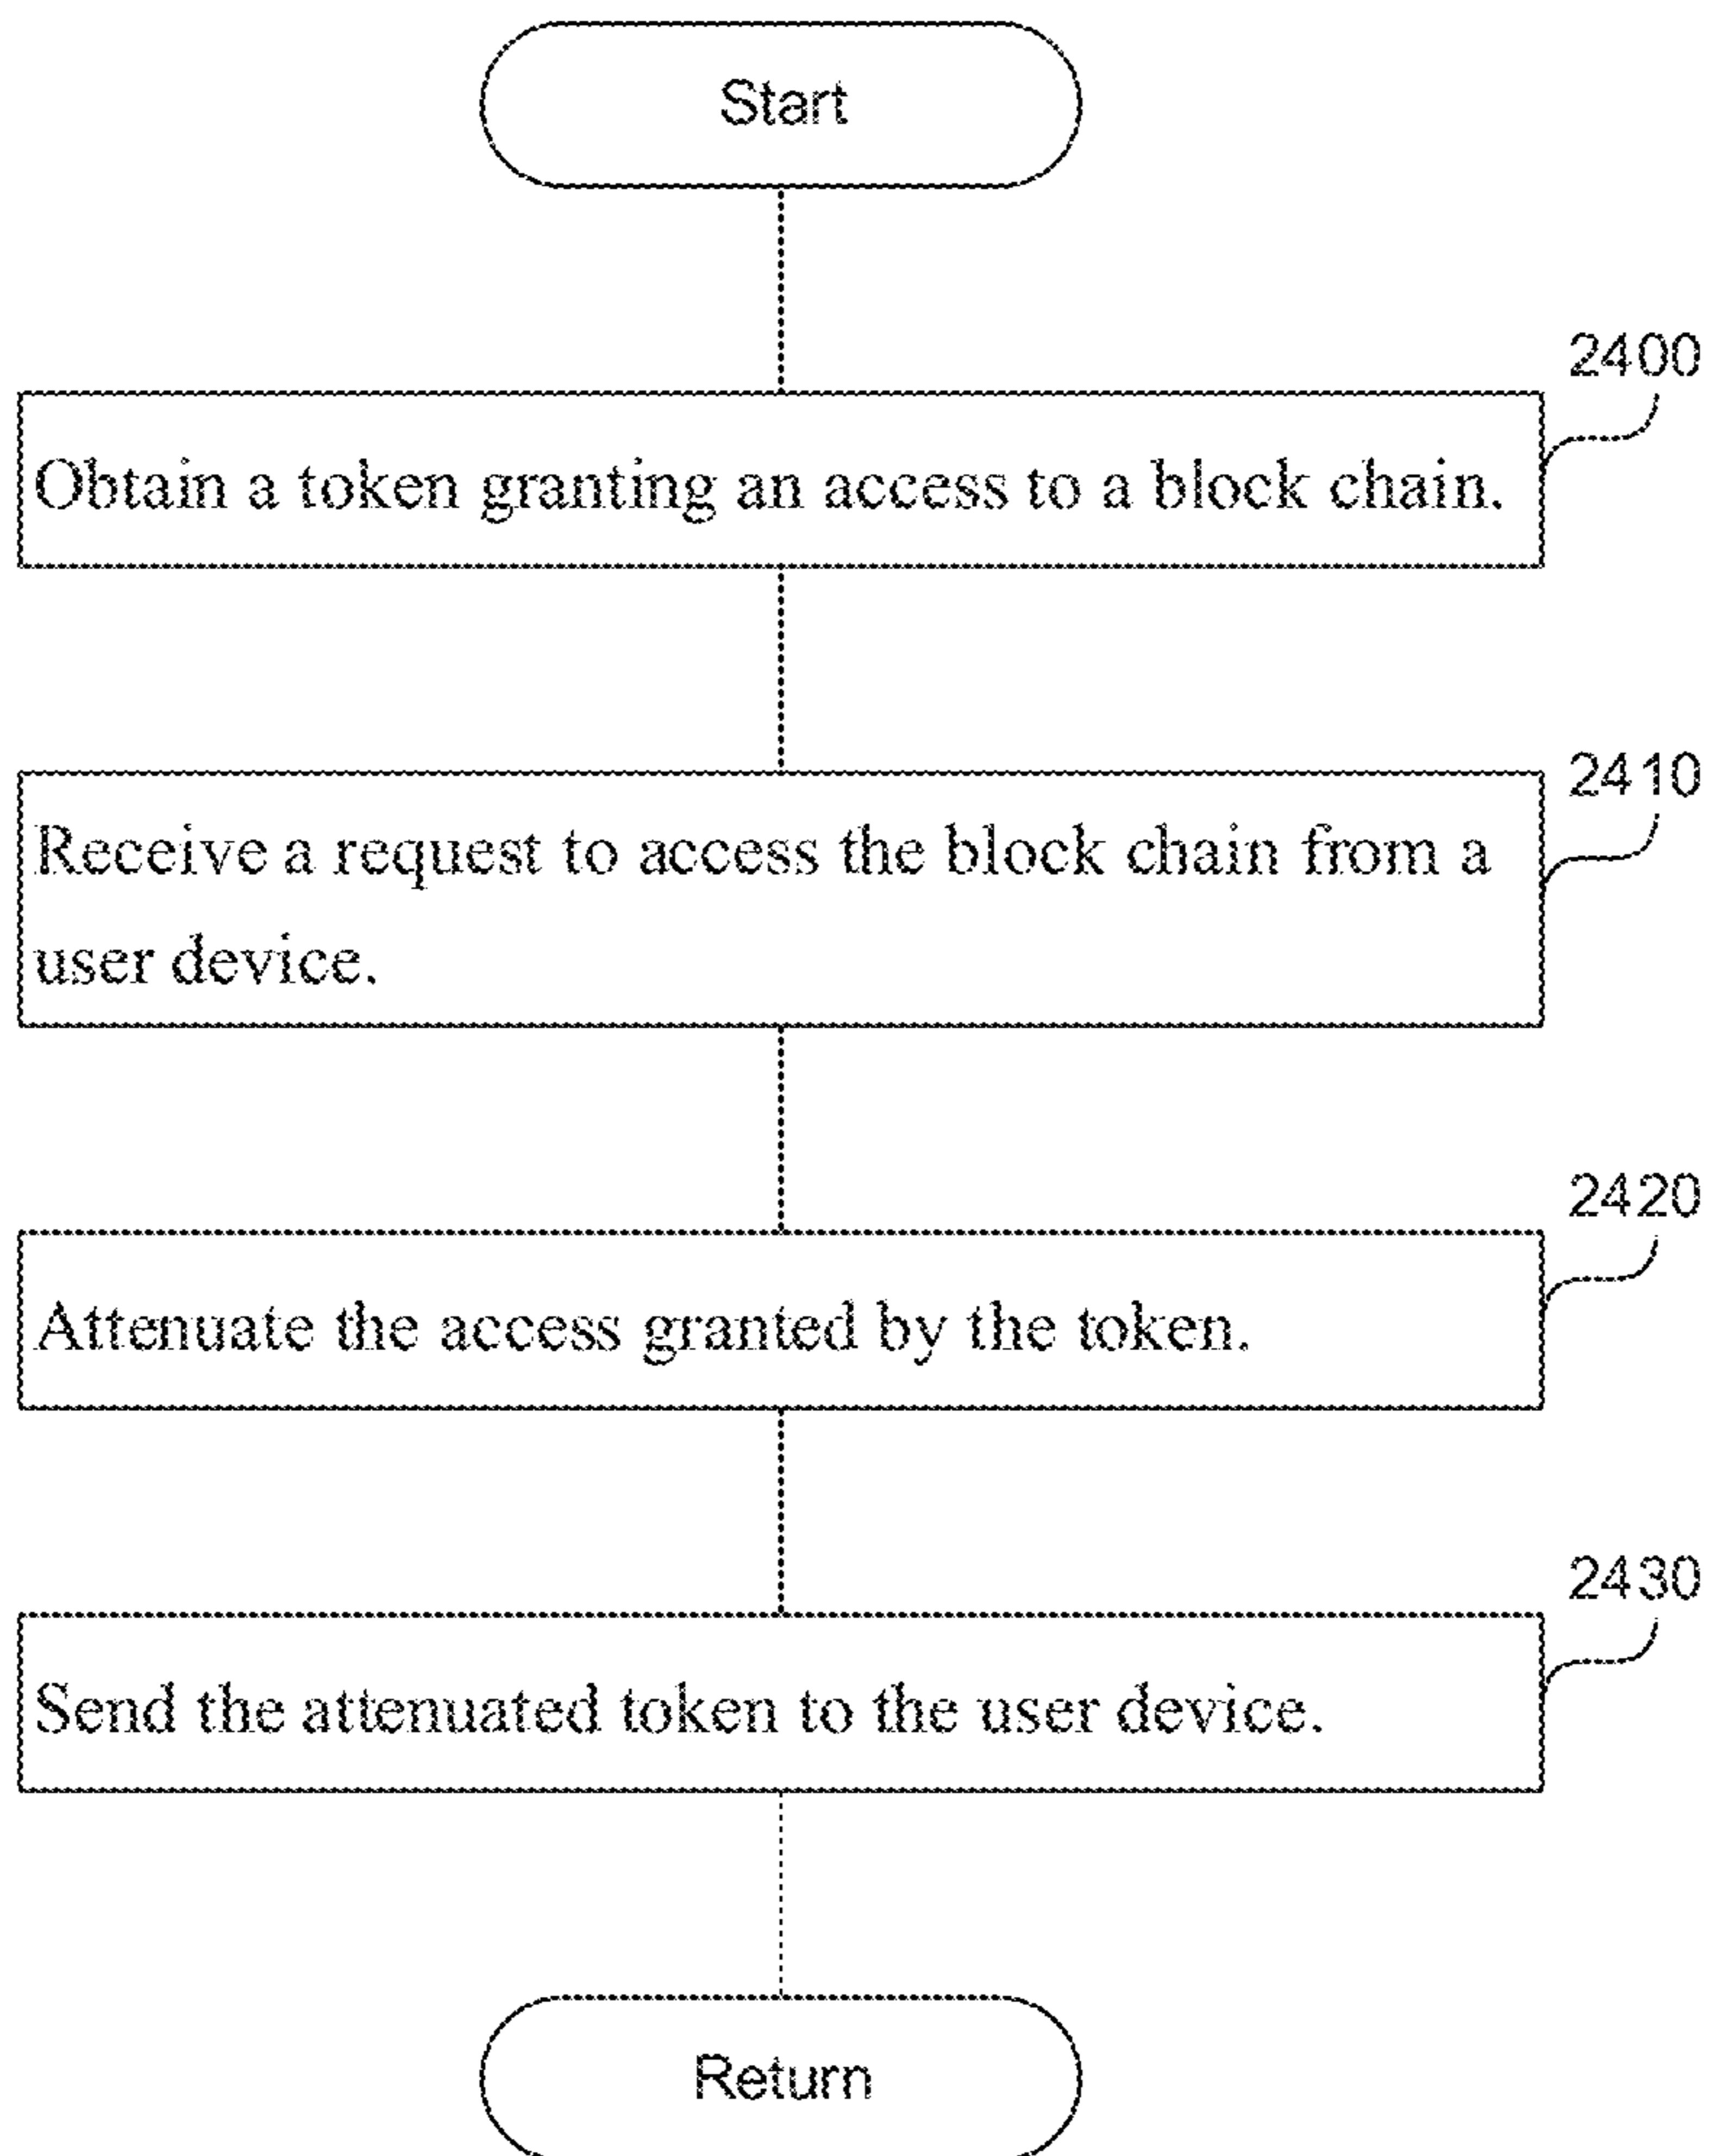 Start
2400
Obtain a token granting an access to a block chain.
2410
Receive a request to access the block chain from a
user device.
2420
Attenuate the access granted by the token.
2430
Send the attenuated token to the user device.
Return